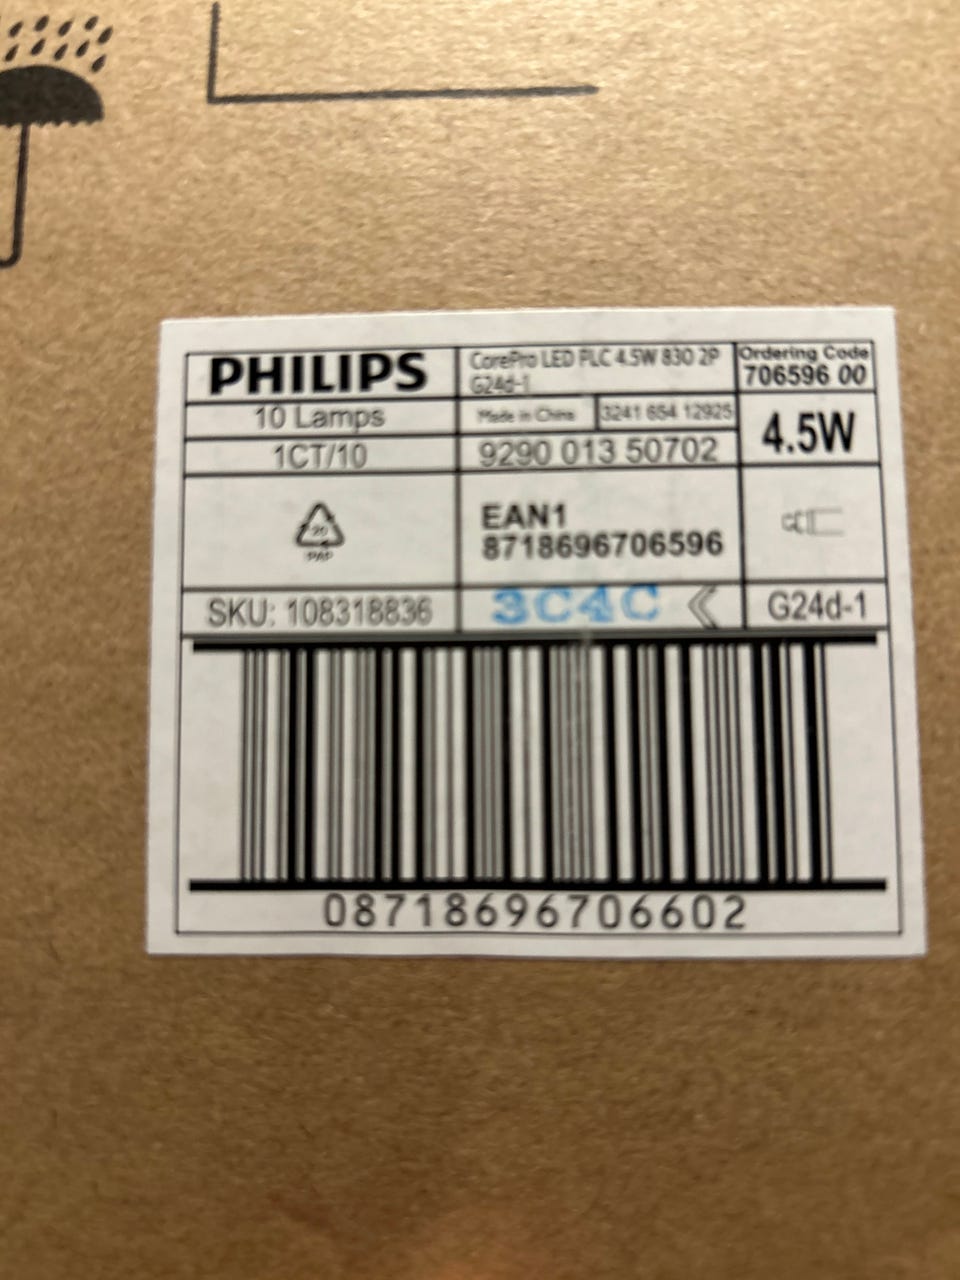 PHILIPS
CorePro LED PLC 4.5W 830 2P
G24d-1
Ordering Code
706596 00
10 Lamps
Made in China
3241 654 12925
4.5W
1CT/10
9290 013 50702
20
PAP
EAN1
8718696706596
SKU: 108318836
3C4C
G24d-1
08718696706602